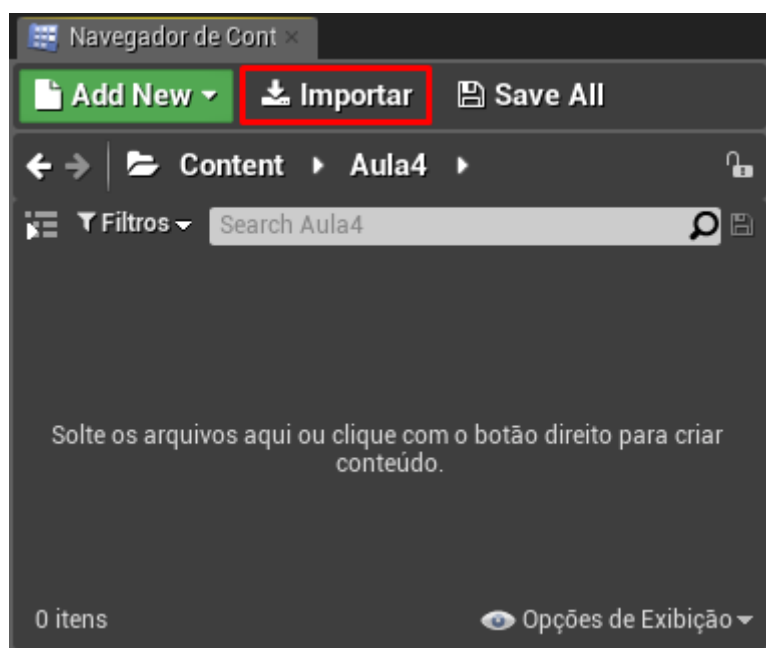 Navegador de Cont
Add New Importar Save All
Content Aula4
Filtros Search Aula4
Solte os arquivos aqui ou clique com o botão direito para criar
conteúdo.
0 itens Opções de Exibição